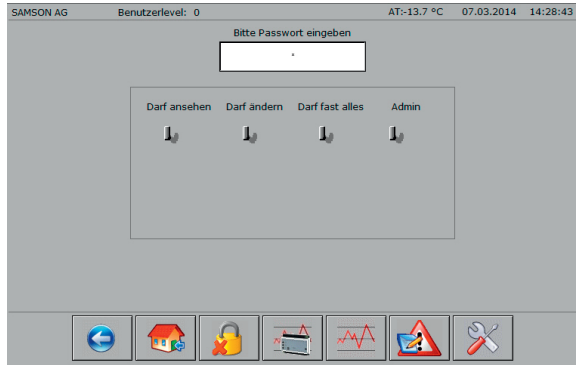 SAMSON AG Benutzerlevel: 0 AT:-13.7 °C 07.03.2014 14:28:43
Bitte Passwort eingeben
Darf ansehen Darf ändern Darf fast alles Admin